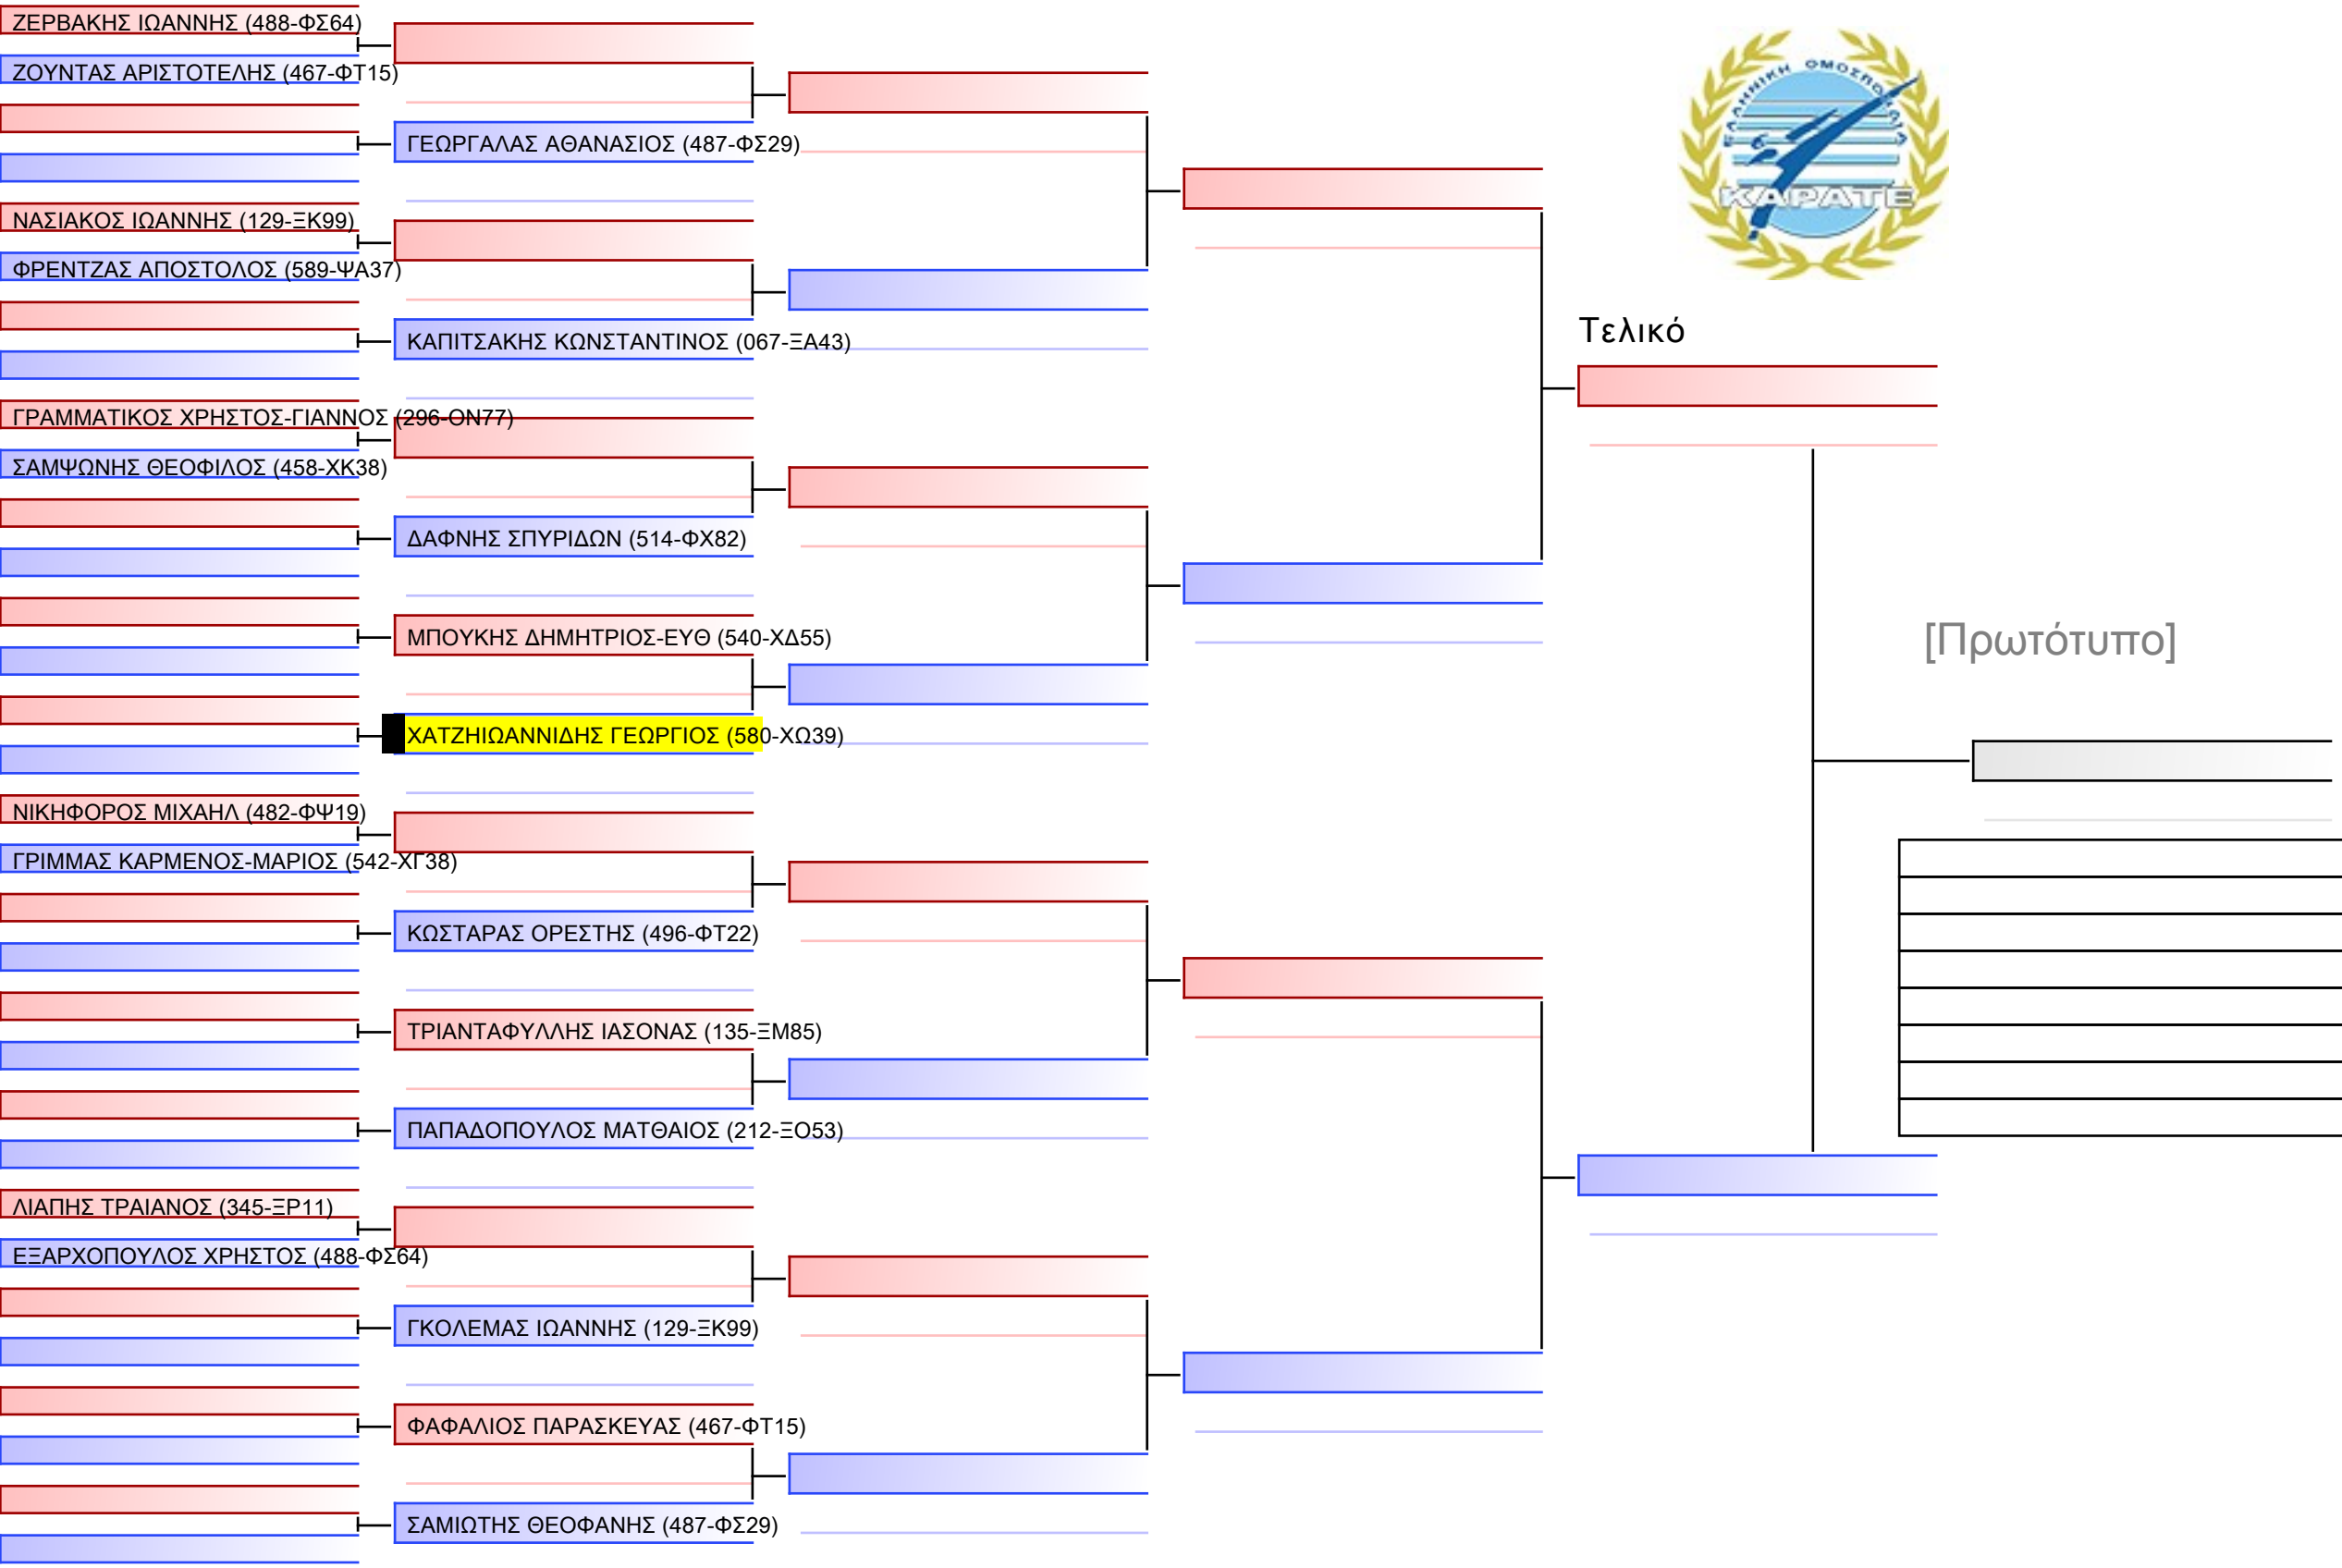 ΖΕΡΒΑΚΗΣ ΙΩΑΝΝΗΣ (488-ΦΣ64)
ΖΟΥΝΤΑΣ ΑΡΙΣΤΟΤΕΛΗΣ (467-ΦΤ15)
ΓΕΩΡΓΑΛΑΣ ΑΘΑΝΑΣΙΟΣ (487-ΦΣ29)
ΚΑΡΑΤΕ
ΝΑΣΙΑΚΟΣ ΙΩΑΝΝΗΣ (129-ΞΚ99)
ΦΡΕΝΤΖΑΣ ΑΠΟΣΤΟΛΟΣ (589-ΨΑ37)
Τελικό
ΚΑΠΙΤΣΑΚΗΣ ΚΩΝΣΤΑΝΤΙΝΟΣ (067-ΞΑ43)
ΓΡΑΜΜΑΤΙΚΟΣ ΧΡΗΣΤΟΣ-ΓΙΑΝΝΟΣ (296-ΟΝ77)
ΣΑΜΨΩΝΗΣ ΘΕΟΦΙΛΟΣ (458-ΧΚ38)
ΔΑΦΝΗΣ ΣΠΥΡΙΔΩΝ (514-ΦΧ82)
ΜΠΟΥΚΗΣ ΔΗΜΗΤΡΙΟΣ-ΕΥΘ (540-ΧΔ55)
[Πρωτότυπο]
ΧΑΤΖΗΙΩΑΝΝΙΔΗΣ ΓΕΩΡΓΙΟΣ (580-ΧΩ39)
ΝΙΚΗΦΟΡΟΣ ΜΙΧΑΗΛ (482-ΦΨ19)
ΓΡΙΜΜΑΣ ΚΑΡΜΕΝΟΣ-ΜΑΡΙΟΣ (542-ΧΓ38)
ΚΩΣΤΑΡΑΣ ΟΡΕΣΤΗΣ (496-ΦΤ22)
ΤΡΙΑΝΤΑΦΥΛΛΗΣ ΙΑΣΟΝΑΣ (135-ΞΜ85)
ΠΑΠΑΔΟΠΟΥΛΟΣ ΜΑΤΘΑΙΟΣ (212-ΞΟ53)
ΛΙΑΠΗΣ ΤΡΑΙΑΝΟΣ (345-ΞΡ11)
ΕΞΑΡΧΟΠΟΥΛΟΣ ΧΡΗΣΤΟΣ (488-ΦΣ64)
ΓΚΟΛΕΜΑΣ ΙΩΑΝΝΗΣ (129-ΞΚ99)
ΦΑΦΑΛΙΟΣ ΠΑΡΑΣΚΕΥΑΣ (467-ΦΤ15)
ΣΑΜΙΩΤΗΣ ΘΕΟΦΑΝΗΣ (487-ΦΣ29)